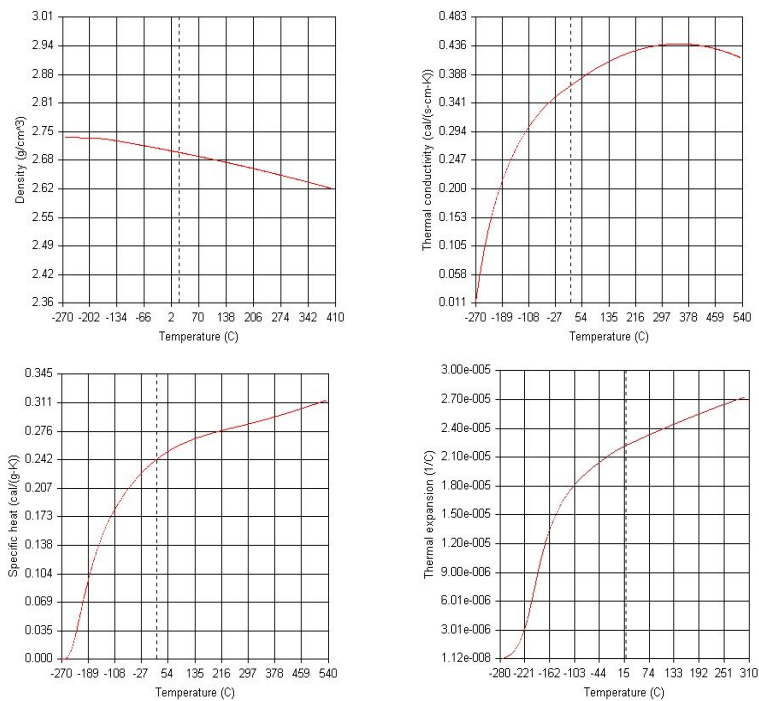 3.01
2.94
2.88
2.81
2.75
2.68
2.62
2.55
2.49
2.42
2.36
Density (g/cm^3)
-270 -202 -134 -66 2 70 138 206 274 342 410
Temperature (C)
0.483
0.436
0.388
0.341
0.294
0.247
0.200
0.153
0.105
0.058
0.011
Thermal conductivity (cal/(s-cm-K))
-270 -189 -108 -27 54 135 216 297 378 459 540
Temperature (C)
0.345
0.311
0.276
0.242
0.207
0.173
0.138
0.104
0.069
0.035
0.000
Specific heat (cal/(g-K))
-270 -189 -108 -27 54 135 216 297 378 459 540
Temperature (C)
3.00e-005
2.70e-005
2.40e-005
2.10e-005
1.80e-005
1.50e-005
1.20e-005
9.00e-006
6.01e-006
3.01e-006
1.12e-008
Thermal expansion (1/C)
-280 -221 -162 -103 -44 15 74 133 192 251 310
Temperature (C)